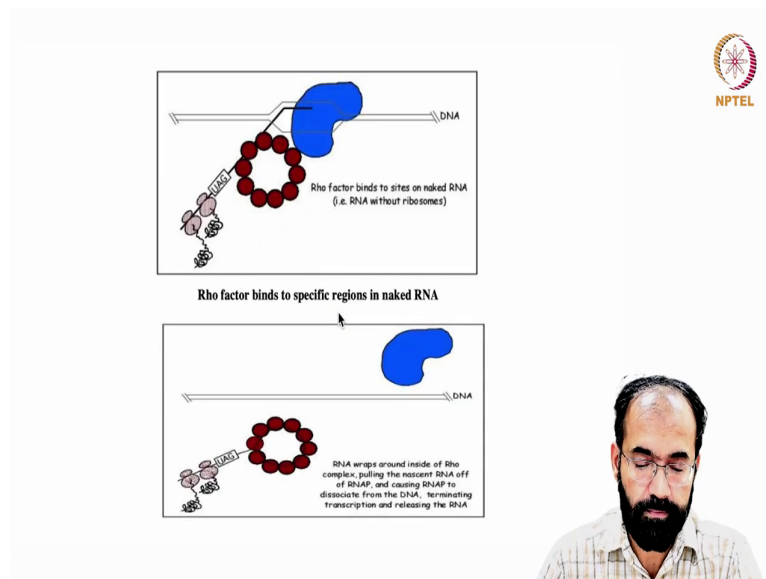 NPTEL
DNA
UAG
Rho factor binds to sites on naked RNA
(i.e. RNA without ribosomes)
Rho factor binds to specific regions in naked RNA
DNA
UAG
RNA wraps around inside of Rho
complex, pulling the nascent RNA off
of RNAP, and causing RNAP to
dissociate from the DNA, terminating
transcription and releasing the RNA